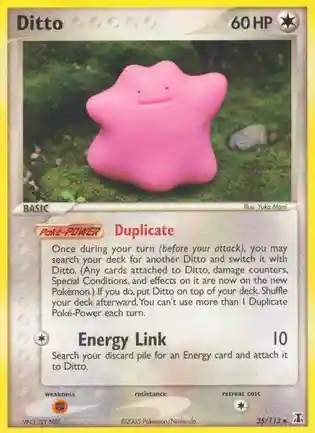 Ditto
60 HP
BASIC
Illus. Yuka Morii
Poké-POWER Duplicate
Once during your turn (before your attack), you may
search your deck for another Ditto and switch it with
Ditto. (Any cards attached to Ditto, damage counters,
Special Conditions, and effects on it are now on the new
Pokémon.) If you do, put Ditto on top of your deck. Shuffle
your deck afterward. You can't use more than 1 Duplicate
Poké-Power each turn.
Energy Link 10
Search your discard pile for an Energy card and attach it
to Ditto.
weakness resistance retreat cost
©2005 Pokémon/Nintendo
35/113